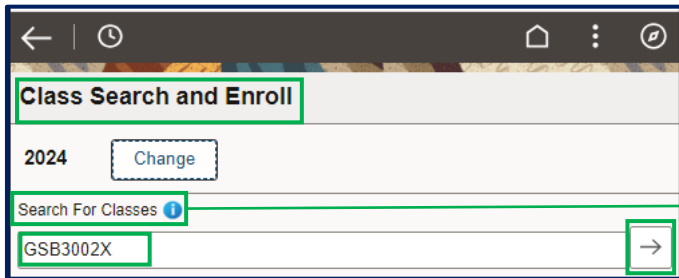 Class Search and Enroll
2024 Change
Search For Classes
GSB3002X